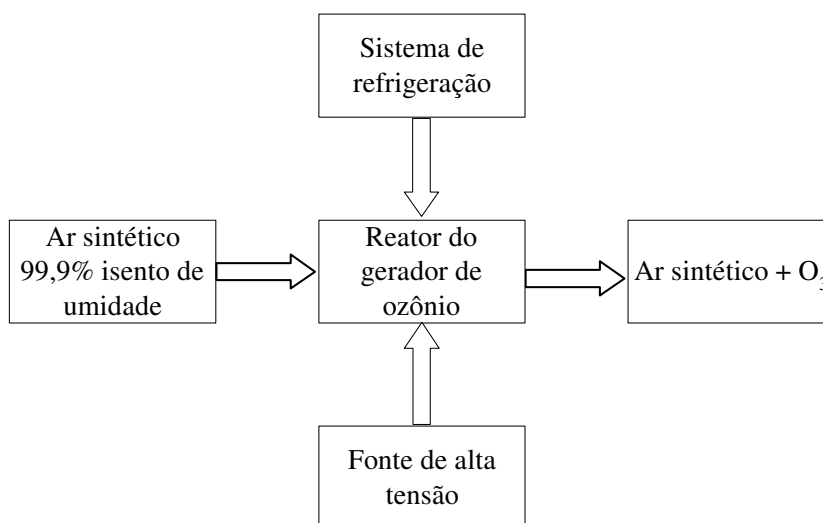 Sistema de
refrigeração
Ar sintético
99,9% isento de
umidade
Reator do
gerador de
ozônio
Ar sintético + O3
Fonte de alta
tensão